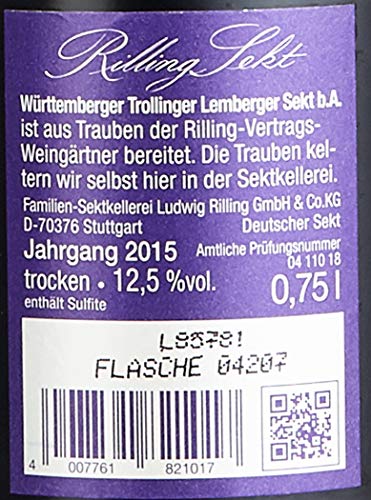 Rilling Sekt
Württemberger Trollinger Lemberger Sekt b.A.
ist aus Trauben der Rilling-Vertrags-
Weingärtner bereitet. Die Trauben kel-
tern wir selbst hier in der Sektkellerei.
Familien-Sektkellerei Ludwig Rilling GmbH & Co.KG
D-70376 Stuttgart Deutscher Sekt
Jahrgang 2015 Amtliche Prüfungsnummer
04 110 18
trocken • 12,5 %vol. 0,75 l
enthält Sulfite
L85781
FLASCHE 04207
4 007761 821017